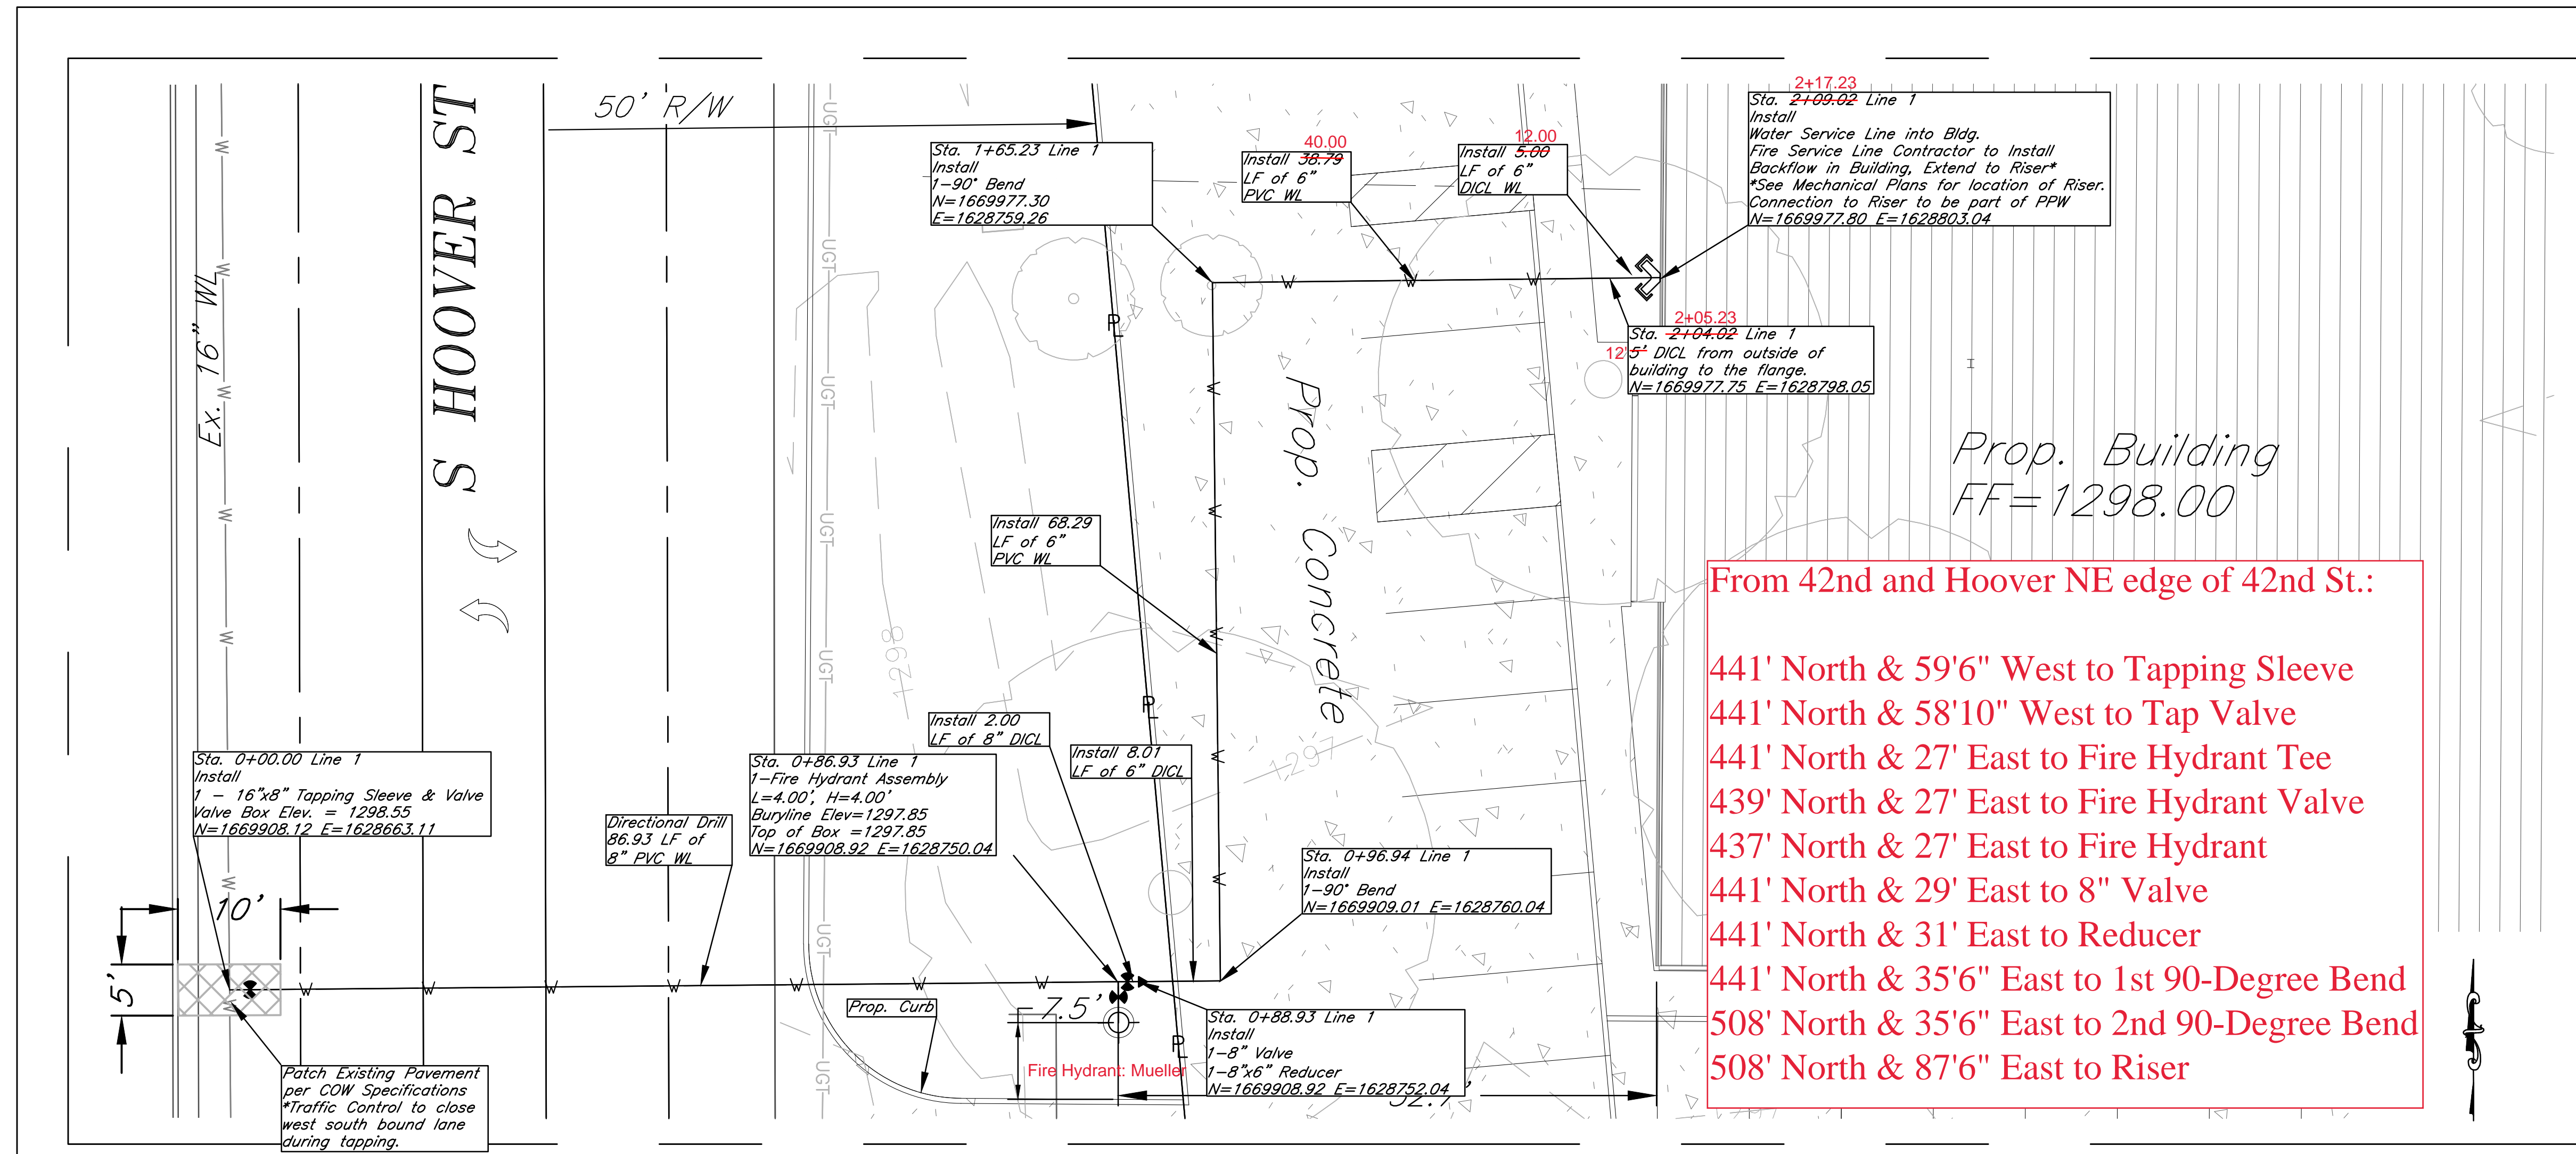 50' R/W
S HOOVER ST
Ex. 16" WL
W
UGT
2+17.23
Sta. 2+09.02 Line 1
Install
Water Service Line into Bldg.
Fire Service Line Contractor to Install
Backflow in Building, Extend to Riser*
*See Mechanical Plans for location of Riser.
Connection to Riser to be part of PPW
N=1669977.80 E=1628803.04
Sta. 1+65.23 Line 1
Install
1-90° Bend
N=1669977.30
E=1628759.26
40.00
Install 38.79
LF of 6"
PVC WL
12.00
Install 5.00
LF of 6"
DICL WL
2+05.23
Sta. 2+04.02 Line 1
12' 5' DICL from outside of
building to the flange.
N=1669977.75 E=1628798.05
PL
Prop. Concrete
Prop. Building
FF=1298.00
Install 68.29
LF of 6"
PVC WL
1298
1297
Install 2.00
LF of 8" DICL
Install 8.01
LF of 6" DICL
Sta. 0+00.00 Line 1
Install
1 - 16"x8" Tapping Sleeve & Valve
Valve Box Elev. = 1298.55
N=1669908.12 E=1628663.11
Directional Drill
86.93 LF of
8" PVC WL
Sta. 0+86.93 Line 1
1-Fire Hydrant Assembly
L=4.00', H=4.00'
Buryline Elev=1297.85
Top of Box =1297.85
N=1669908.92 E=1628750.04
Sta. 0+96.94 Line 1
Install
1-90° Bend
N=1669909.01 E=1628760.04
10'
5'
7.5'
Prop. Curb
Fire Hydrant: Mueller
Sta. 0+88.93 Line 1
Install
1-8" Valve
1-8"x6" Reducer
N=1669908.92 E=1628752.04
Patch Existing Pavement
per COW Specifications
*Traffic Control to close
west south bound lane
during tapping.
From 42nd and Hoover NE edge of 42nd St.:
441' North & 59'6" West to Tapping Sleeve
441' North & 58'10" West to Tap Valve
441' North & 27' East to Fire Hydrant Tee
439' North & 27' East to Fire Hydrant Valve
437' North & 27' East to Fire Hydrant
441' North & 29' East to 8" Valve
441' North & 31' East to Reducer
441' North & 35'6" East to 1st 90-Degree Bend
508' North & 35'6" East to 2nd 90-Degree Bend
508' North & 87'6" East to Riser